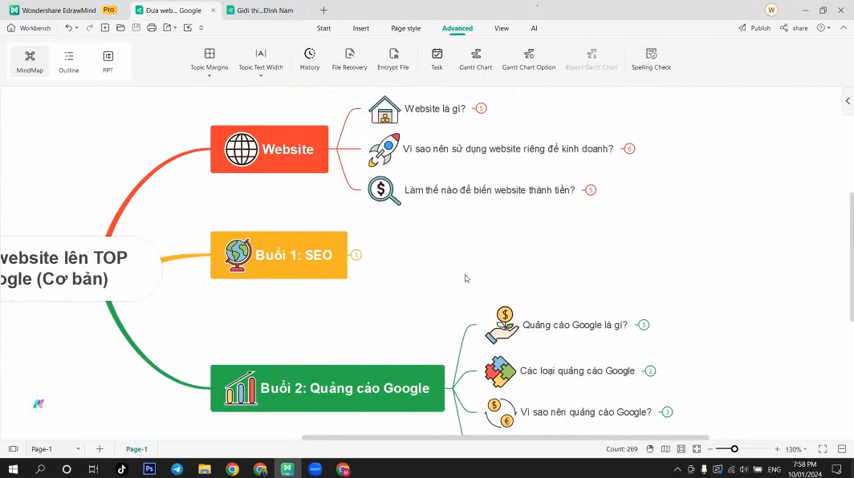 Wondershare EdrawMind Pro
Đưa web... Google
Giới thi...Đình Nam
W
Workbench
File
Start
Insert
Page style
Advanced
View
AI
Publish
share
MindMap
Outline
PPT
Topic Margins
Topic Text Width
History
File Recovery
Encrypt File
Task
Gantt Chart
Gantt Chart Option
Export Gantt Chart
Spelling Check
Website là gì? 5
Website
Vì sao nên sử dụng website riêng để kinh doanh? 6
Làm thế nào để biến website thành tiền? 5
website lên TOP
ogle (Cơ bản)
Buổi 1: SEO
Quảng cáo Google là gì? 3
Các loại quảng cáo Google 2
Buổi 2: Quảng cáo Google
Vì sao nên quảng cáo Google? 3
Page-1
Page-1
Count: 269
130%
ENG
7:58 PM
10/01/2024